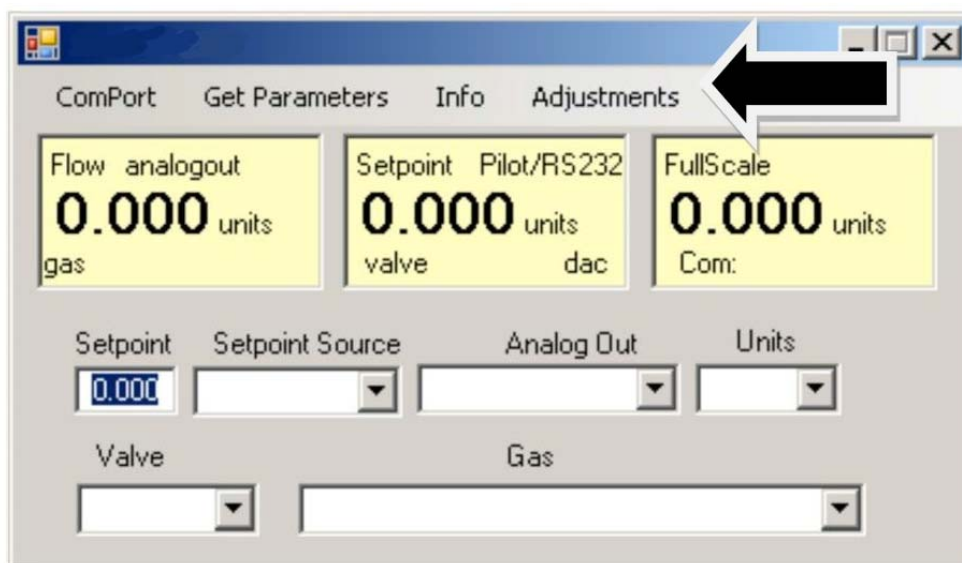 ComPort Get Parameters Info Adjustments
Flow analogout
0.000 units
gas
Setpoint Pilot/RS232
0.000 units
valve dac
FullScale
0.000 units
Com:
Setpoint Setpoint Source Analog Out Units
0.000
Valve Gas